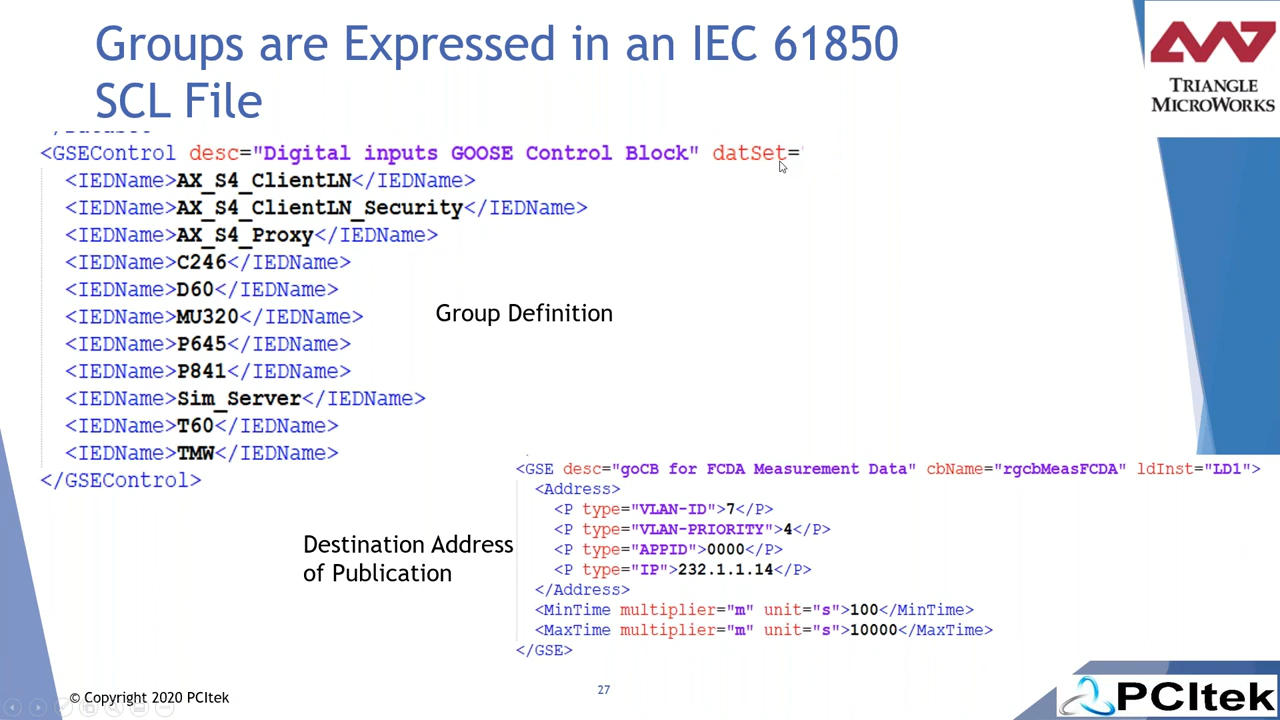 Groups are Expressed in an IEC 61850
SCL File
<GSEControl desc="Digital inputs GOOSE Control Block" datSet=
<IEDName>AX_S4_ClientLN</IEDName>
<IEDName>AX_S4_ClientLN_Security</IEDName>
<IEDName>AX_S4_Proxy</IEDName>
<IEDName>C246</IEDName>
<IEDName>D60</IEDName>
<IEDName>MU320</IEDName>
<IEDName>P645</IEDName>
<IEDName>P841</IEDName>
<IEDName>Sim_Server</IEDName>
<IEDName>T60</IEDName>
<IEDName>TMW</IEDName>
</GSEControl>
Group Definition
Destination Address
of Publication
<GSE desc="goCB for FCDA Measurement Data" cbName="rgcbMeasFCDA" ldInst="LD1">
<Address>
<P type="VLAN-ID">7</P>
<P type="VLAN-PRIORITY">4</P>
<P type="APPID">0000</P>
<P type="IP">232.1.1.14</P>
</Address>
<MinTime multiplier="m" unit="s">100</MinTime>
<MaxTime multiplier="m" unit="s">10000</MaxTime>
</GSE>
TRIANGLE
MICROWORKS
© Copyright 2020 PCItek
27
PCItek